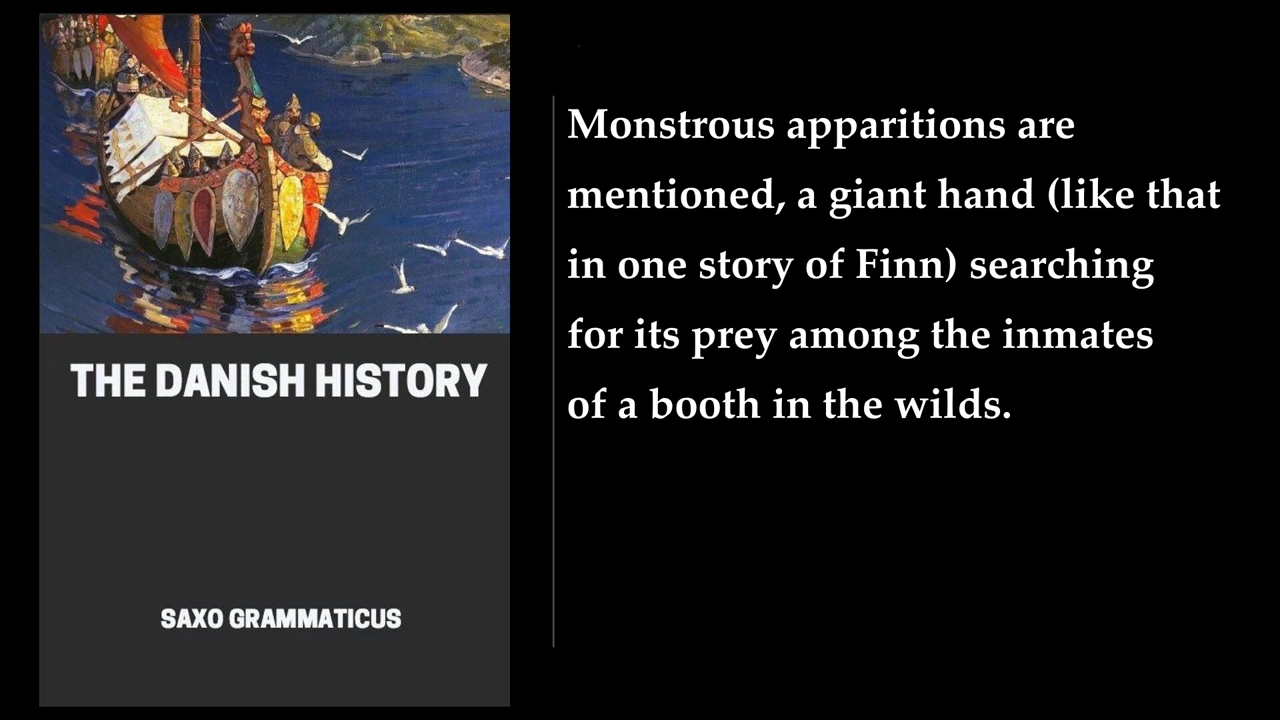 THE DANISH HISTORY
SAXO GRAMMATICUS
Monstrous apparitions are
mentioned, a giant hand (like that
in one story of Finn) searching
for its prey among the inmates
of a booth in the wilds.